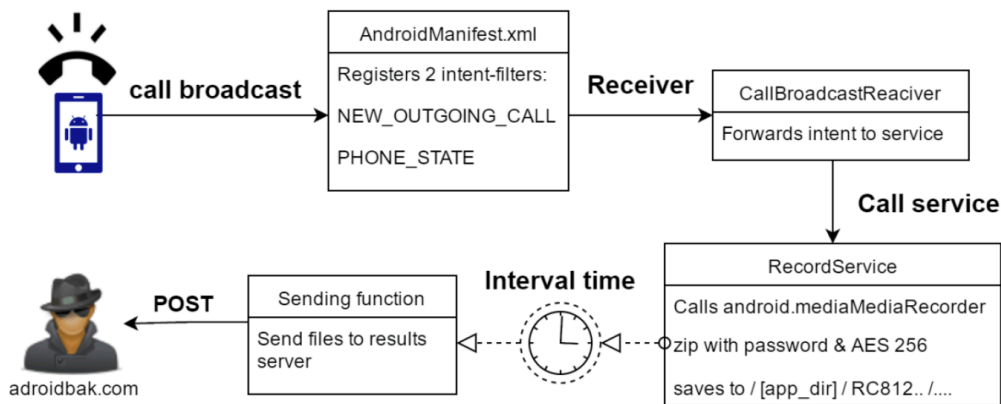 call broadcast
AndroidManifest.xml
Registers 2 intent-filters:
NEW_OUTGOING_CALL
PHONE_STATE
Receiver
CallBroadcastReaciver
Forwards intent to service
Call service
RecordService
Calls android.mediaMediaRecorder
zip with password & AES 256
saves to / [app_dir] / RC812.. /....
Interval time
Sending function
Send files to results
server
POST
adroidbak.com